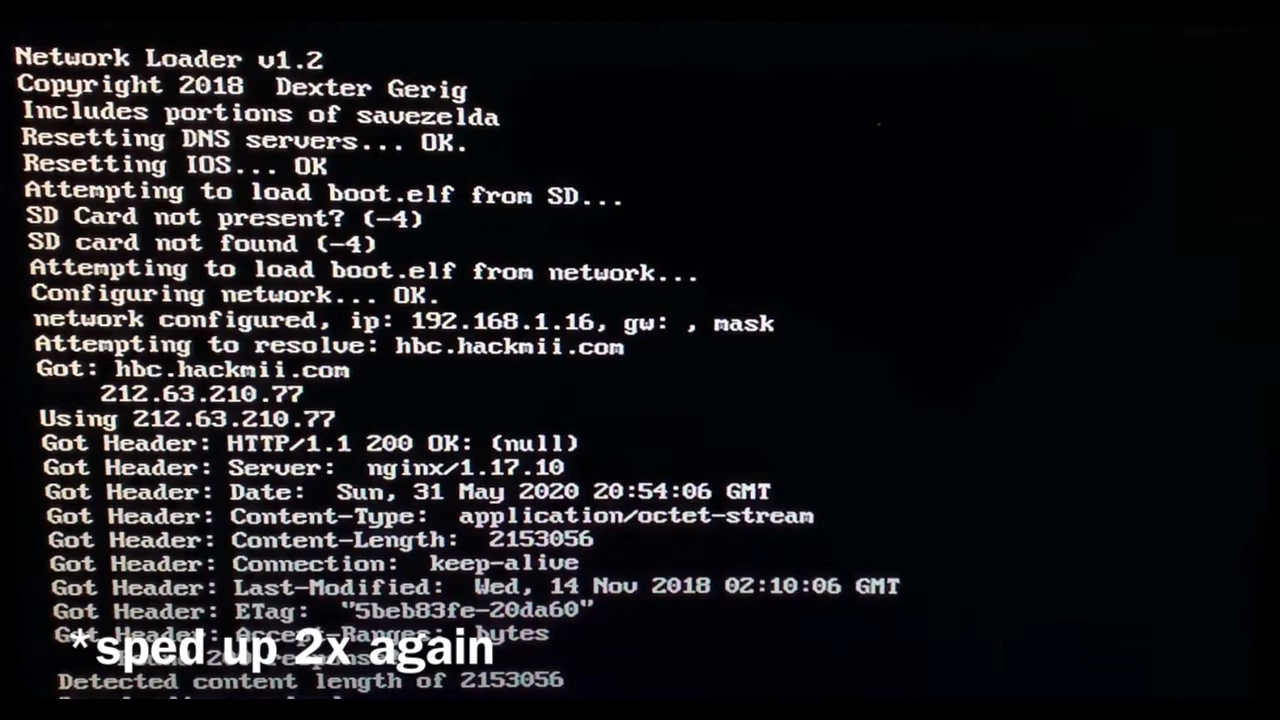 Network Loader v1.2
Copyright 2018  Dexter Gerig
Includes portions of savezelda
Resetting DNS servers... OK.
Resetting IOS... OK
Attempting to load boot.elf from SD...
SD Card not present? (-4)
SD card not found (-4)
Attempting to load boot.elf from network...
Configuring network... OK.
network configured, ip: 192.168.1.16, gw: , mask
Attempting to resolve: hbc.hackmii.com
Got: hbc.hackmii.com
212.63.210.77
Using 212.63.210.77
Got Header: HTTP/1.1 200 OK: (null)
Got Header: Server:  nginx/1.17.10
Got Header: Date:  Sun, 31 May 2020 20:54:06 GMT
Got Header: Content-Type:  application/octet-stream
Got Header: Content-Length:  2153056
Got Header: Connection:  keep-alive
Got Header: Last-Modified:  Wed, 14 Nov 2018 02:10:06 GMT
Got Header: ETag:  "5beb83fe-20da60"
Got Header: Accept-Ranges:  bytes
*sped up 2x again
Detected content length of 2153056